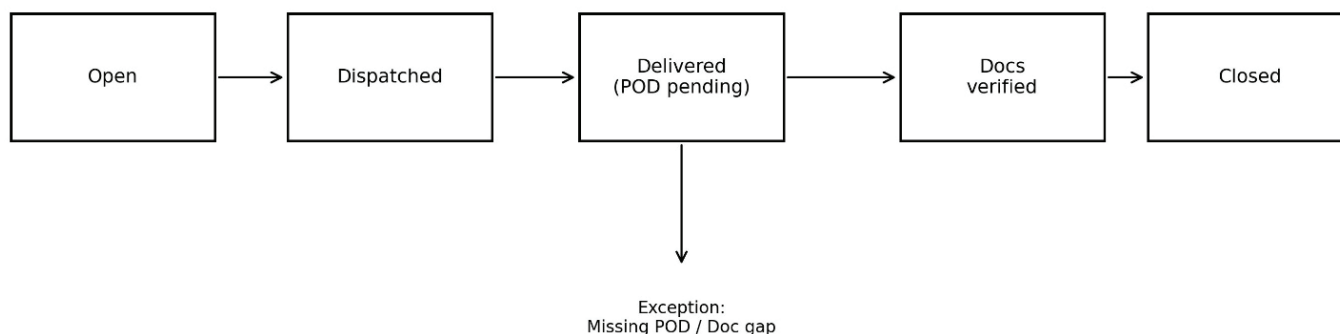 Open
Dispatched
Delivered
(POD pending)
Docs
verified
Closed
Exception:
Missing POD / Doc gap